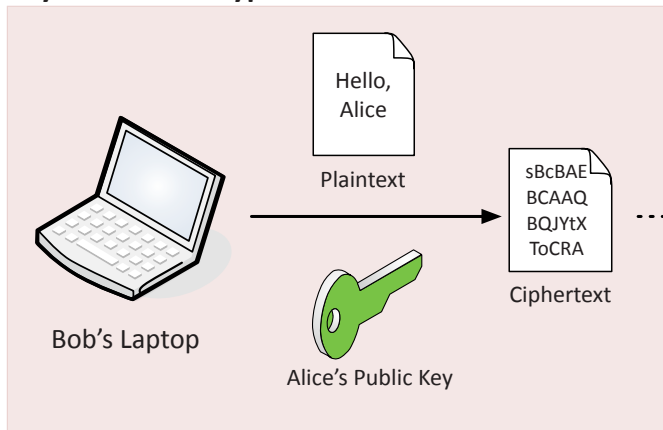 Hello,
Alice
Plaintext
sBcBAE
BCAAQ
BQJYtX
ToCRA
Ciphertext
Bob's Laptop
Alice's Public Key